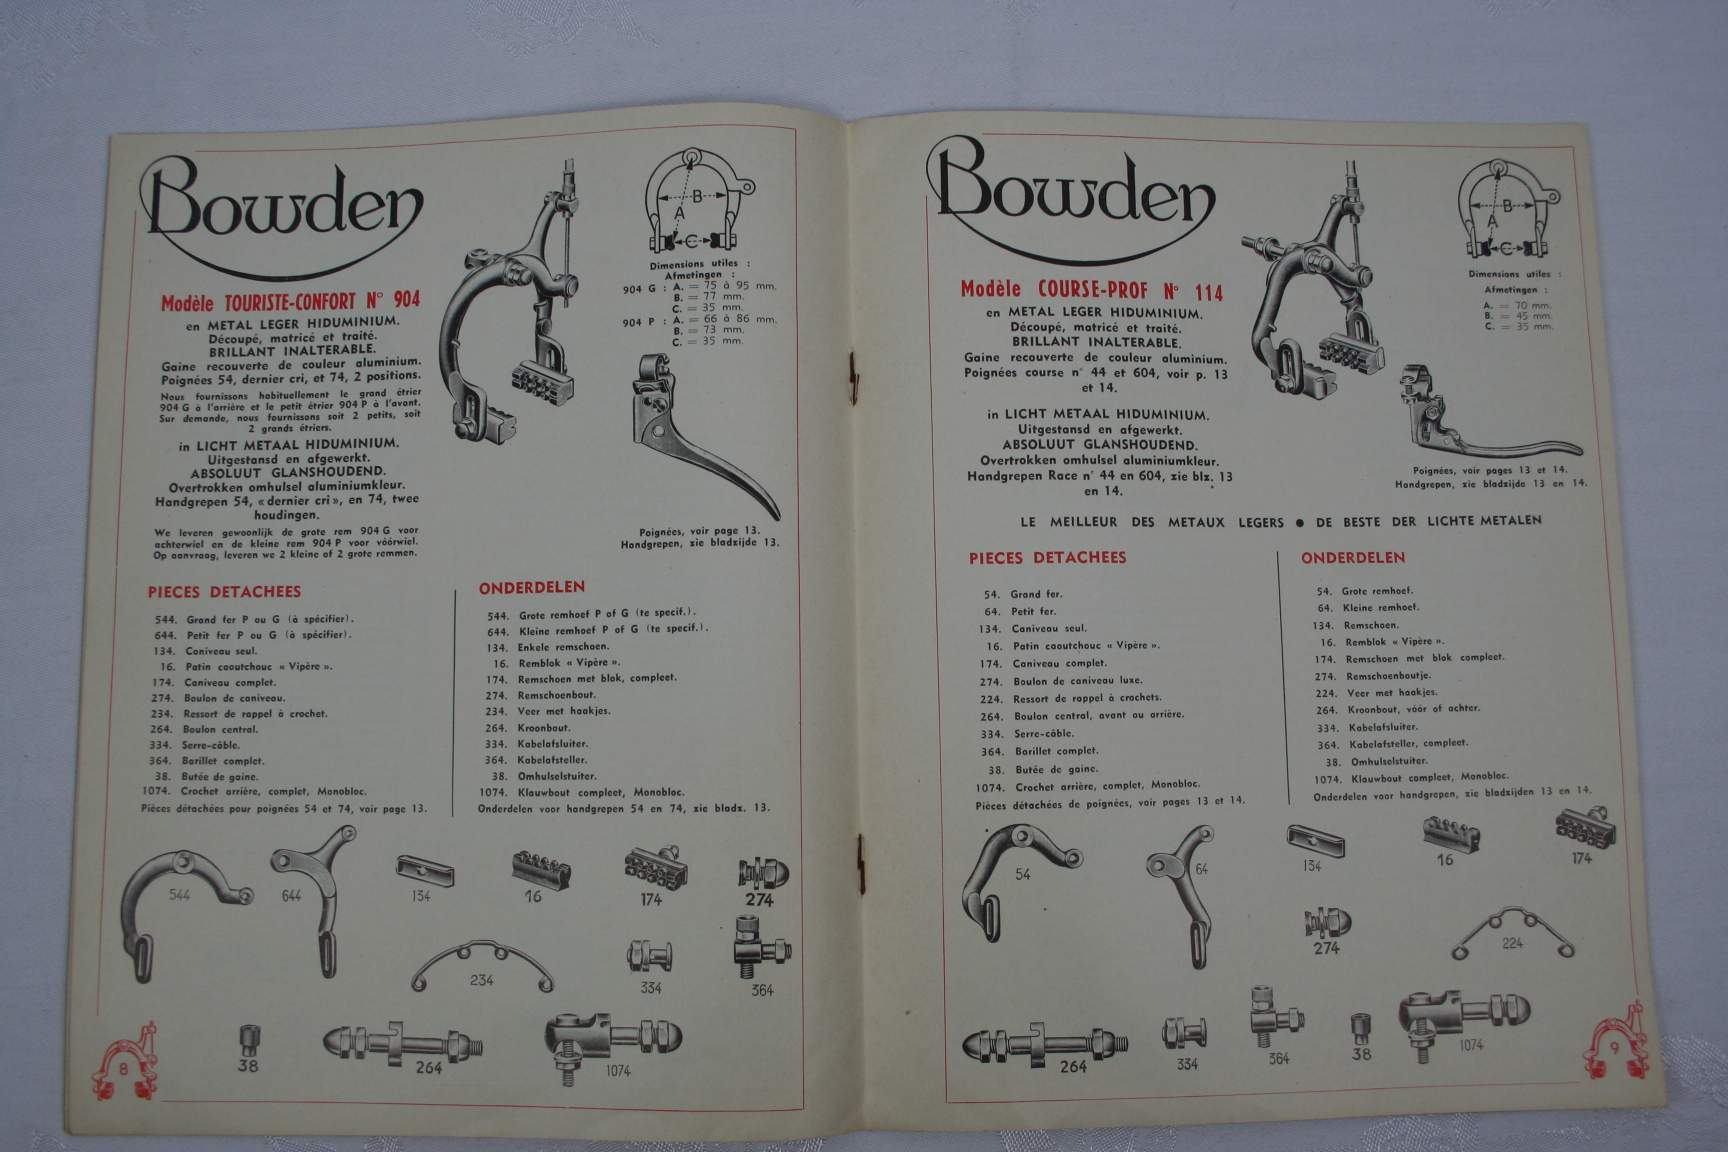 Bowden
Modèle TOURISTE-CONFORT N° 904
en METAL LEGER HIDUMINIUM.
Découpé, matricé et traité.
BRILLANT INALTERABLE.
Gaine recouverte de couleur aluminium.
Poignées 54, dernier cri, et 74, 2 positions.
Nous fournissons habituellement le grand étrier
904 G à l'arrière et le petit étrier 904 P à l'avant.
Sur demande, nous fournissons soit 2 petits, soit
2 grands étriers.
in LICHT METAAL HIDUMINIUM.
Uitgestansd en afgewerkt.
ABSOLUUT GLANSHOUDEND.
Overtrokken omhulsel aluminiumkleur.
Handgrepen 54, « dernier cri », en 74, twee
houdingen.
We leveren gewoonlijk de grote rem 904 G voor
achterwiel en de kleine rem 904 P voor vóórwiel.
Op aanvraag, leveren we 2 kleine of 2 grote remmen.
A
B
C
Dimensions utiles :
Afmetingen :
904 G : A. = 75 à 95 mm.
B. = 77 mm.
C. = 35 mm.
904 P : A. = 66 à 86 mm.
B. = 73 mm.
C. = 35 mm.
Poignées, voir page 13.
Handgrepen, zie bladzijde 13.
PIECES DETACHEES
544. Grand fer P ou G (à spécifier).
644. Petit fer P ou G (à spécifier).
134. Caniveau seul.
16. Patin caoutchouc « Vipère ».
174. Caniveau complet.
274. Boulon de caniveau.
234. Ressort de rappel à crochet.
264. Boulon central.
334. Serre-câble.
364. Barillet complet.
38. Butée de gaine.
1074. Crochet arrière, complet, Monobloc.
Pièces détachées pour poignées 54 et 74, voir page 13.
ONDERDELEN
544. Grote remhoef P of G (te specif.).
644. Kleine remhoef P of G (te specif.).
134. Enkele remschoen.
16. Remblok « Vipère ».
174. Remschoen met blok, compleet.
274. Remschoenbout.
234. Veer met haakjes.
264. Kroonbout.
334. Kabelafsluiter.
364. Kabelafsteller.
38. Omhulselstuiter.
1074. Klauwbout compleet, Monobloc.
Onderdelen voor handgrepen 54 en 74, zie bladz. 13.
544
644
134
16
174
274
234
334
364
38
264
1074
8
Bowden
Modèle COURSE-PROF N° 114
en METAL LEGER HIDUMINIUM.
Découpé, matricé et traité.
BRILLANT INALTERABLE.
Gaine recouverte de couleur aluminium.
Poignées course n° 44 et 604, voir p. 13
et 14.
in LICHT METAAL HIDUMINIUM.
Uitgestansd en afgewerkt.
ABSOLUUT GLANSHOUDEND.
Overtrokken omhulsel aluminiumkleur.
Handgrepen Race n° 44 en 604, zie blz. 13
en 14.
A
B
C
Dimensions utiles :
Afmetingen :
A. = 70 mm.
B. = 45 mm.
C. = 35 mm.
Poignées, voir pages 13 et 14.
Handgrepen, zie bladzijde 13 en 14.
LE MEILLEUR DES METAUX LEGERS ● DE BESTE DER LICHTE METALEN
PIECES DETACHEES
54. Grand fer.
64. Petit fer.
134. Caniveau seul.
16. Patin caoutchouc « Vipère ».
174. Caniveau complet.
274. Boulon de caniveau luxe.
224. Ressort de rappel à crochets.
264. Boulon central, avant ou arrière.
334. Serre-câble.
364. Barillet complet.
38. Butée de gaine.
1074. Crochet arrière, complet, Monobloc.
Pièces détachées de poignées, voir pages 13 et 14.
ONDERDELEN
54. Grote remhoef.
64. Kleine remhoef.
134. Remschoen.
16. Remblok « Vipère ».
174. Remschoen met blok compleet.
274. Remschoenboutje.
224. Veer met haakjes.
264. Kroonbout, vóór of achter.
334. Kabelafsluiter.
364. Kabelafsteller, compleet.
38. Omhulselstuiter.
1074. Klauwbout compleet, Monobloc.
Onderdelen voor handgrepen, zie bladzijden 13 en 14.
54
64
134
16
174
274
224
264
334
364
38
1074
9